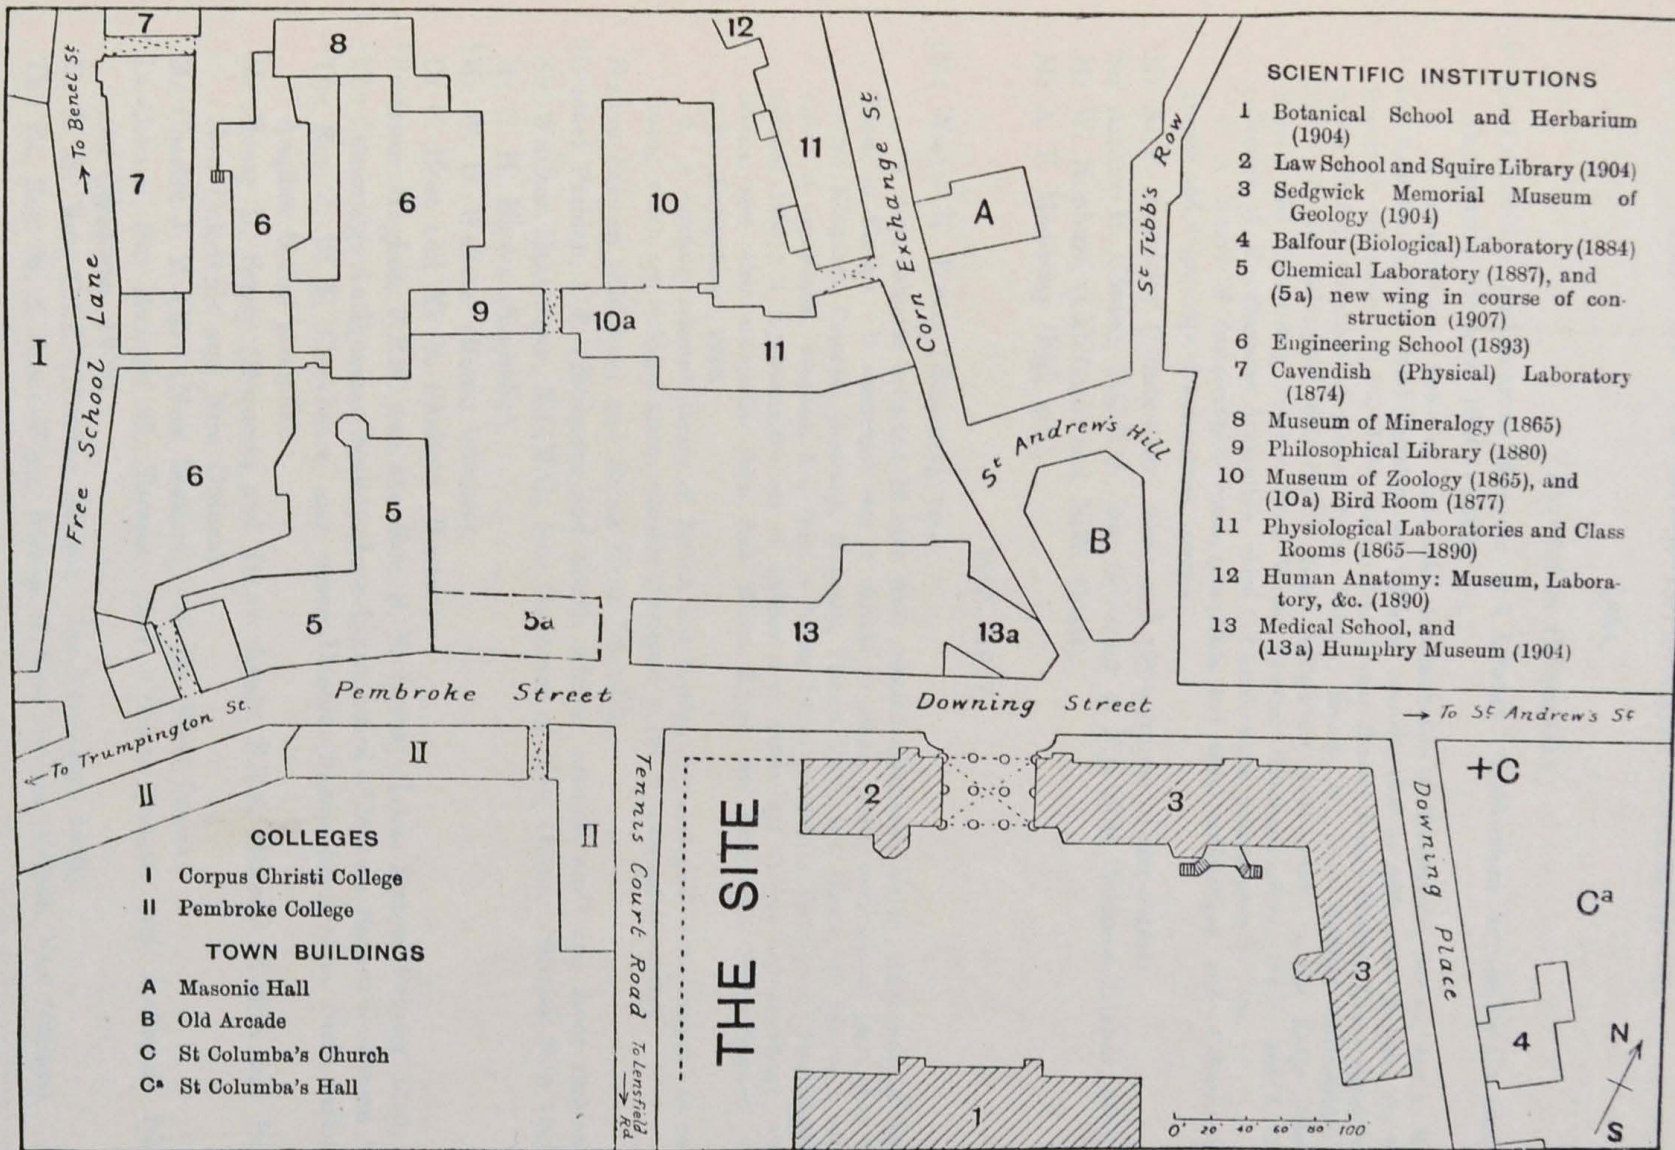 7
8
12
→ To Benet St
7
6
6
10
11
A
Corn Exchange St
St Tibb's Row
Free School Lane
I
9
10a
11
St Andrew's Hill
6
5
B
5
5a
13
13a
Pembroke Street
Downing Street
→ To St Andrew's St
← To Trumpington St.
II
II
II
Tennis Court Road
To Lensfield Rd
→
THE SITE
2
3
3
1
Downing Place
+C
Cª
4
N
S
0' 20' 40' 60' 80' 100'
SCIENTIFIC INSTITUTIONS
1 Botanical School and Herbarium
(1904)
2 Law School and Squire Library (1904)
3 Sedgwick Memorial Museum of
Geology (1904)
4 Balfour (Biological) Laboratory (1884)
5 Chemical Laboratory (1887), and
(5a) new wing in course of con-
struction (1907)
6 Engineering School (1893)
7 Cavendish (Physical) Laboratory
(1874)
8 Museum of Mineralogy (1865)
9 Philosophical Library (1880)
10 Museum of Zoology (1865), and
(10a) Bird Room (1877)
11 Physiological Laboratories and Class
Rooms (1865—1890)
12 Human Anatomy: Museum, Labora-
tory, &c. (1890)
13 Medical School, and
(13a) Humphry Museum (1904)
COLLEGES
I Corpus Christi College
II Pembroke College
TOWN BUILDINGS
A Masonic Hall
B Old Arcade
C St Columba's Church
Cª St Columba's Hall